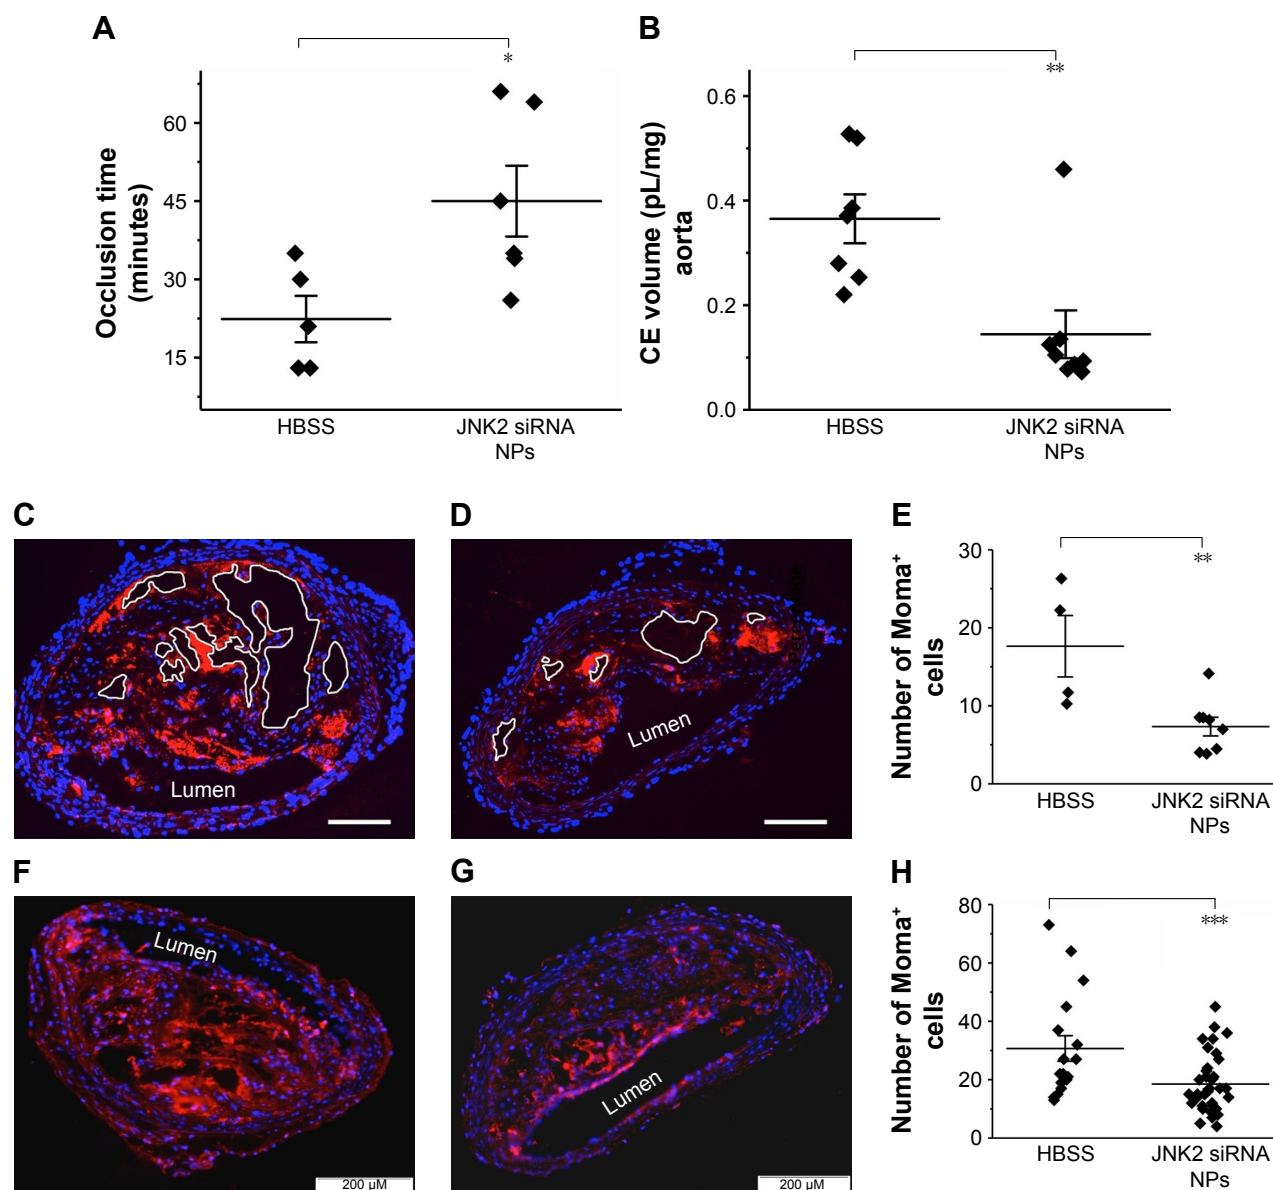 A
*
Occlusion time
(minutes)
60
45
30
15
HBSS
JNK2 siRNA
NPs
B
**
CE volume (pL/mg)
aorta
0.6
0.4
0.2
0.0
HBSS
JNK2 siRNA
NPs
C
Lumen
D
Percentage
Lumen
E
**
Number of Moma+
cells
30
20
10
0
HBSS
JNK2 siRNA
NPs
F
Lumen
200 µM
G
Lumen
200 µM
H
***
Number of Moma+
cells
80
60
40
20
0
HBSS
JNK2 siRNA
NPs